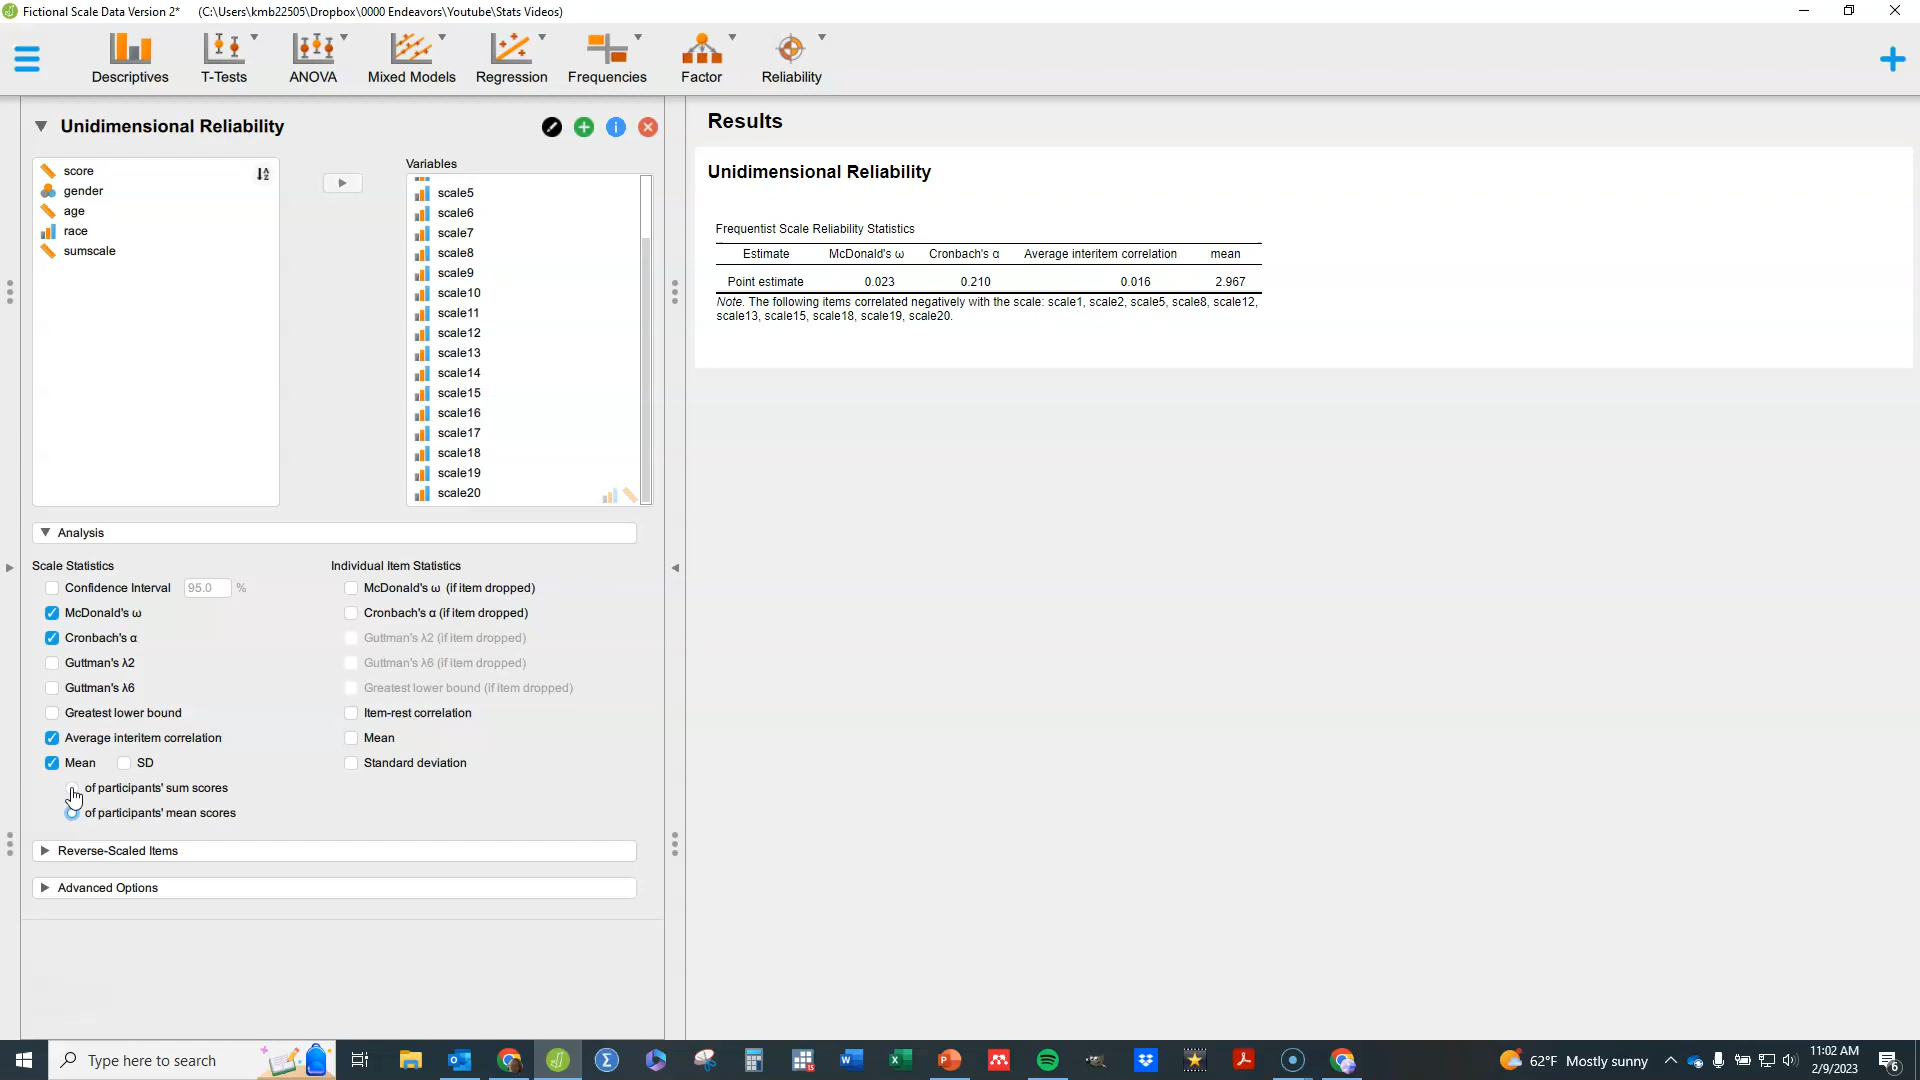 Fictional Scale Data Version 2* (C:\Users\kmb22505\Dropbox\0000 Endeavors\Youtube\Stats Videos)
Descriptives T-Tests ANOVA Mixed Models Regression Frequencies Factor Reliability
Unidimensional Reliability
score
gender
age
race
sumscale
Variables
scale5
scale6
scale7
scale8
scale9
scale10
scale11
scale12
scale13
scale14
scale15
scale16
scale17
scale18
scale19
scale20
Analysis
Scale Statistics
Confidence Interval 95.0 %
McDonald's ω
Cronbach's α
Guttman's λ2
Guttman's λ6
Greatest lower bound
Average interitem correlation
Mean SD
of participants' sum scores
of participants' mean scores
Individual Item Statistics
McDonald's ω (if item dropped)
Cronbach's α (if item dropped)
Guttman's λ2 (if item dropped)
Guttman's λ6 (if item dropped)
Greatest lower bound (if item dropped)
Item-rest correlation
Mean
Standard deviation
Reverse-Scaled Items
Advanced Options
Results
Unidimensional Reliability
Frequentist Scale Reliability Statistics
Estimate McDonald's ω Cronbach's α Average interitem correlation mean
Point estimate 0.023 0.210 0.016 2.967
Note. The following items correlated negatively with the scale: scale1, scale2, scale5, scale8, scale12,
scale13, scale15, scale18, scale19, scale20.
Type here to search
62°F Mostly sunny
11:02 AM
2/9/2023
6